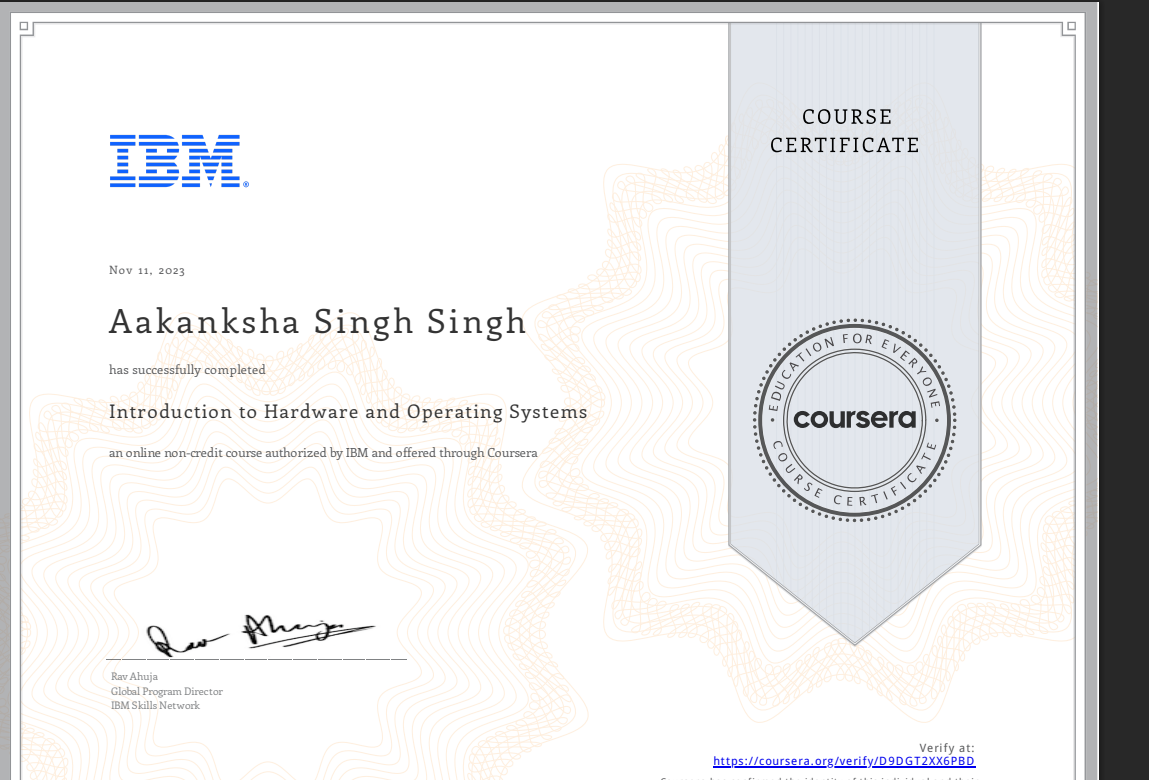 IBM®
COURSE
CERTIFICATE
Nov 11, 2023
Aakanksha Singh Singh
has successfully completed
Introduction to Hardware and Operating Systems
an online non-credit course authorized by IBM and offered through Coursera
EDUCATION FOR EVERYONE
coursera
COURSE CERTIFICATE
Rav Ahuja
Rav Ahuja
Global Program Director
IBM Skills Network
Verify at:
https://coursera.org/verify/D9DGT2XX6PBD